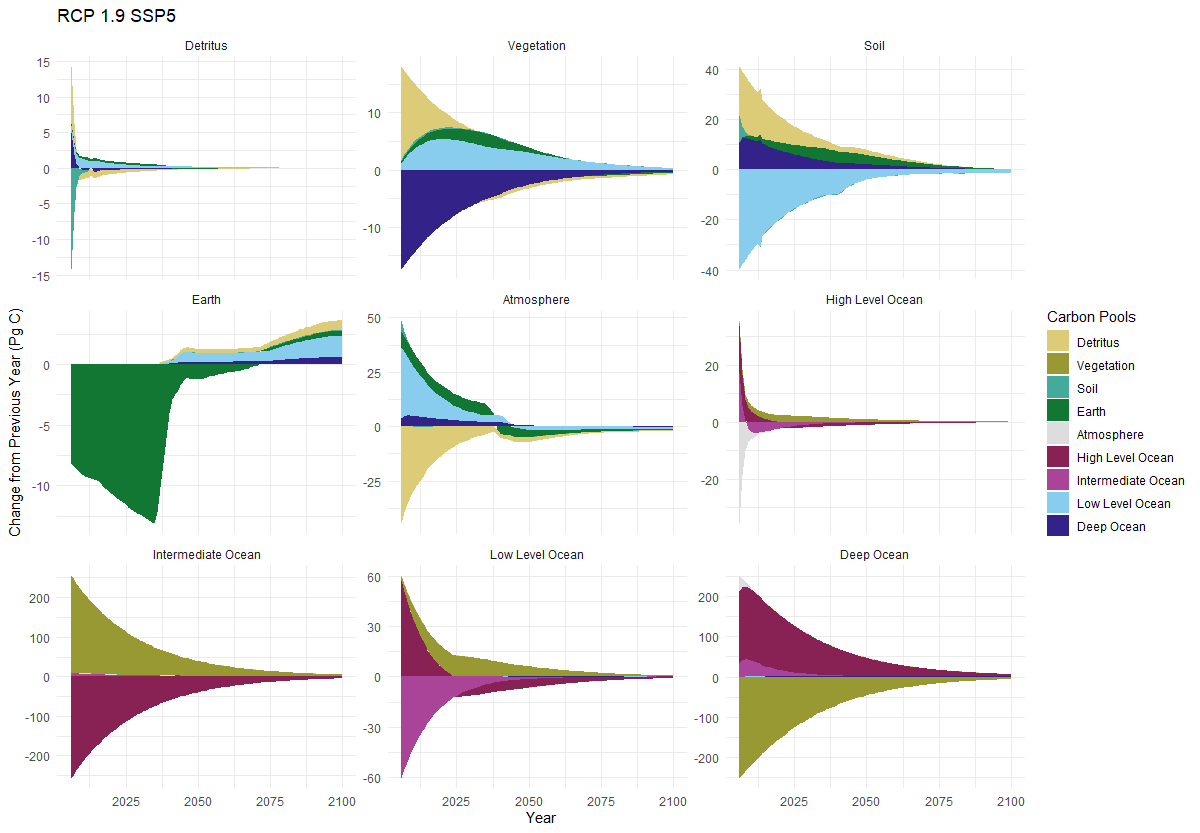 RCP 1.9 SSP5
Detritus
Vegetation
Soil
15
10
5
0
-5
-10
-15
10
0
-10
40
20
0
-20
-40
Earth
Atmosphere
High Level Ocean
0
-5
-10
50
25
0
-25
20
0
-20
Intermediate Ocean
Low Level Ocean
Deep Ocean
200
100
0
-100
-200
60
30
0
-30
-60
200
100
0
-100
-200
2025 2050 2075 2100
2025 2050 2075 2100
2025 2050 2075 2100
Year
Change from Previous Year (Pg C)
Carbon Pools
Detritus
Vegetation
Soil
Earth
Atmosphere
High Level Ocean
Intermediate Ocean
Low Level Ocean
Deep Ocean